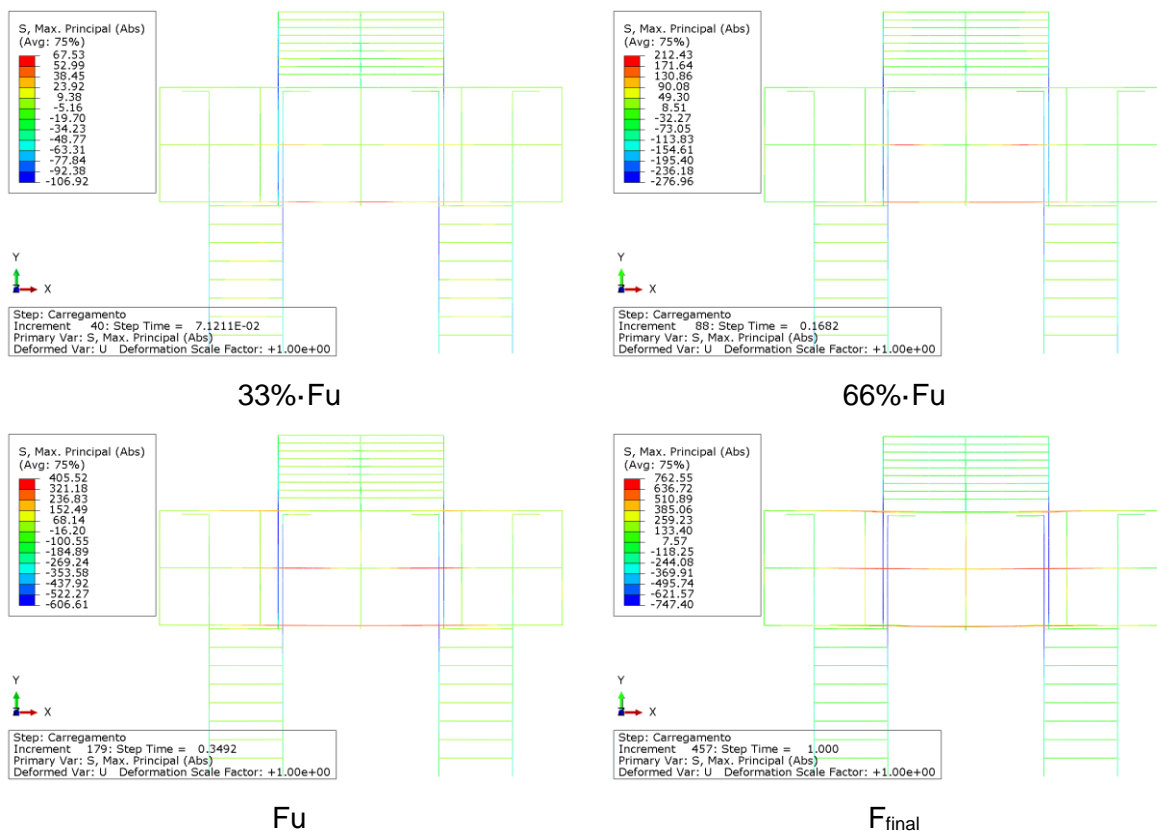 S, Max. Principal (Abs)
(Avg: 75%)
67.53
52.99
38.45
23.92
9.38
-5.16
-19.70
-34.23
-48.77
-63.31
-77.84
-92.38
-106.92
Y
X
Z
Step: Carregamento
Increment 40: Step Time = 7.1211E-02
Primary Var: S, Max. Principal (Abs)
Deformed Var: U Deformation Scale Factor: +1.00e+00
33%·Fu
S, Max. Principal (Abs)
(Avg: 75%)
212.43
171.64
130.86
90.08
49.30
8.51
-32.27
-73.05
-113.83
-154.61
-195.40
-236.18
-276.96
Y
X
Z
Step: Carregamento
Increment 88: Step Time = 0.1682
Primary Var: S, Max. Principal (Abs)
Deformed Var: U Deformation Scale Factor: +1.00e+00
66%·Fu
S, Max. Principal (Abs)
(Avg: 75%)
405.52
321.18
236.83
152.49
68.14
-16.20
-100.55
-184.89
-269.24
-353.58
-437.92
-522.27
-606.61
Y
X
Z
Step: Carregamento
Increment 179: Step Time = 0.3492
Primary Var: S, Max. Principal (Abs)
Deformed Var: U Deformation Scale Factor: +1.00e+00
Fu
S, Max. Principal (Abs)
(Avg: 75%)
762.55
636.72
510.89
385.06
259.23
133.40
7.57
-118.25
-244.08
-369.91
-495.74
-621.57
-747.40
Y
X
Z
Step: Carregamento
Increment 457: Step Time = 1.000
Primary Var: S, Max. Principal (Abs)
Deformed Var: U Deformation Scale Factor: +1.00e+00
Ffinal